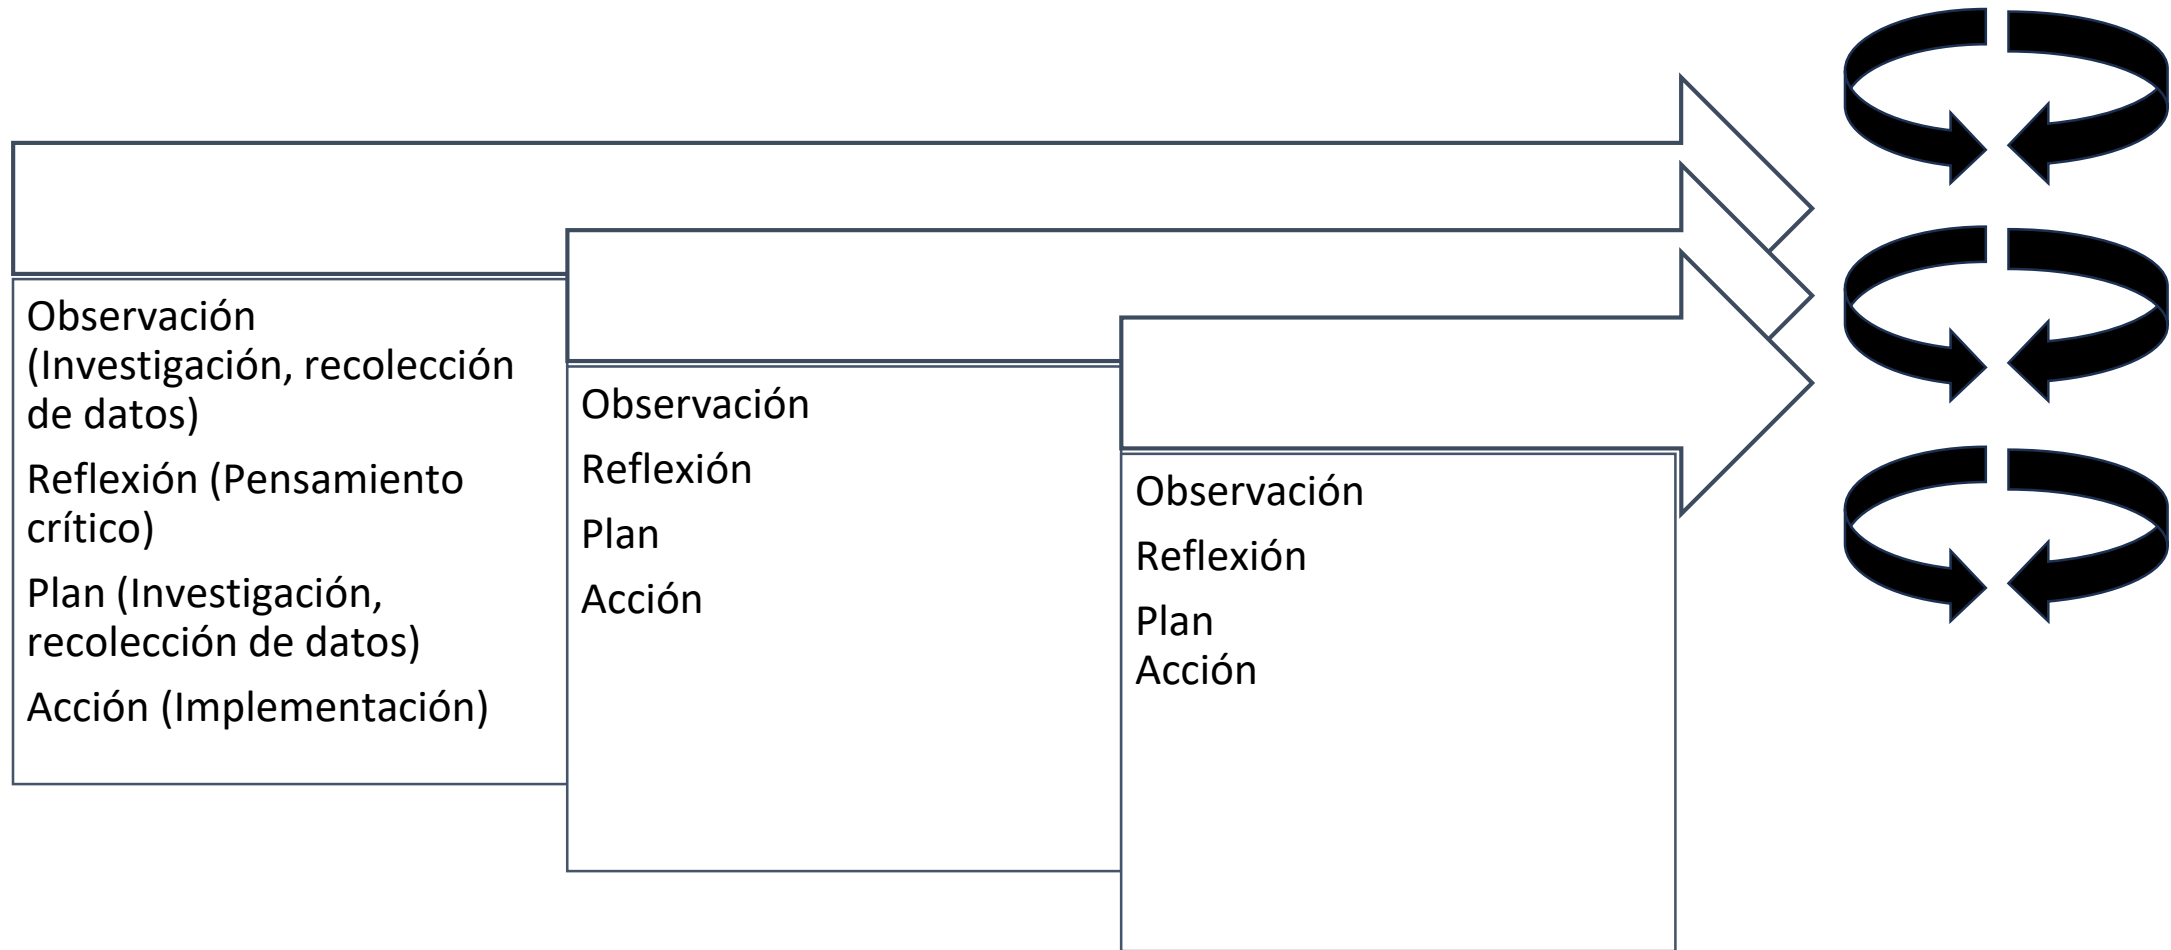 Observación
(Investigación, recolección
de datos)
Reflexión (Pensamiento
crítico)
Plan (Investigación,
recolección de datos)
Acción (Implementación)
Observación
Reflexión
Plan
Acción
Observación
Reflexión
Plan
Acción